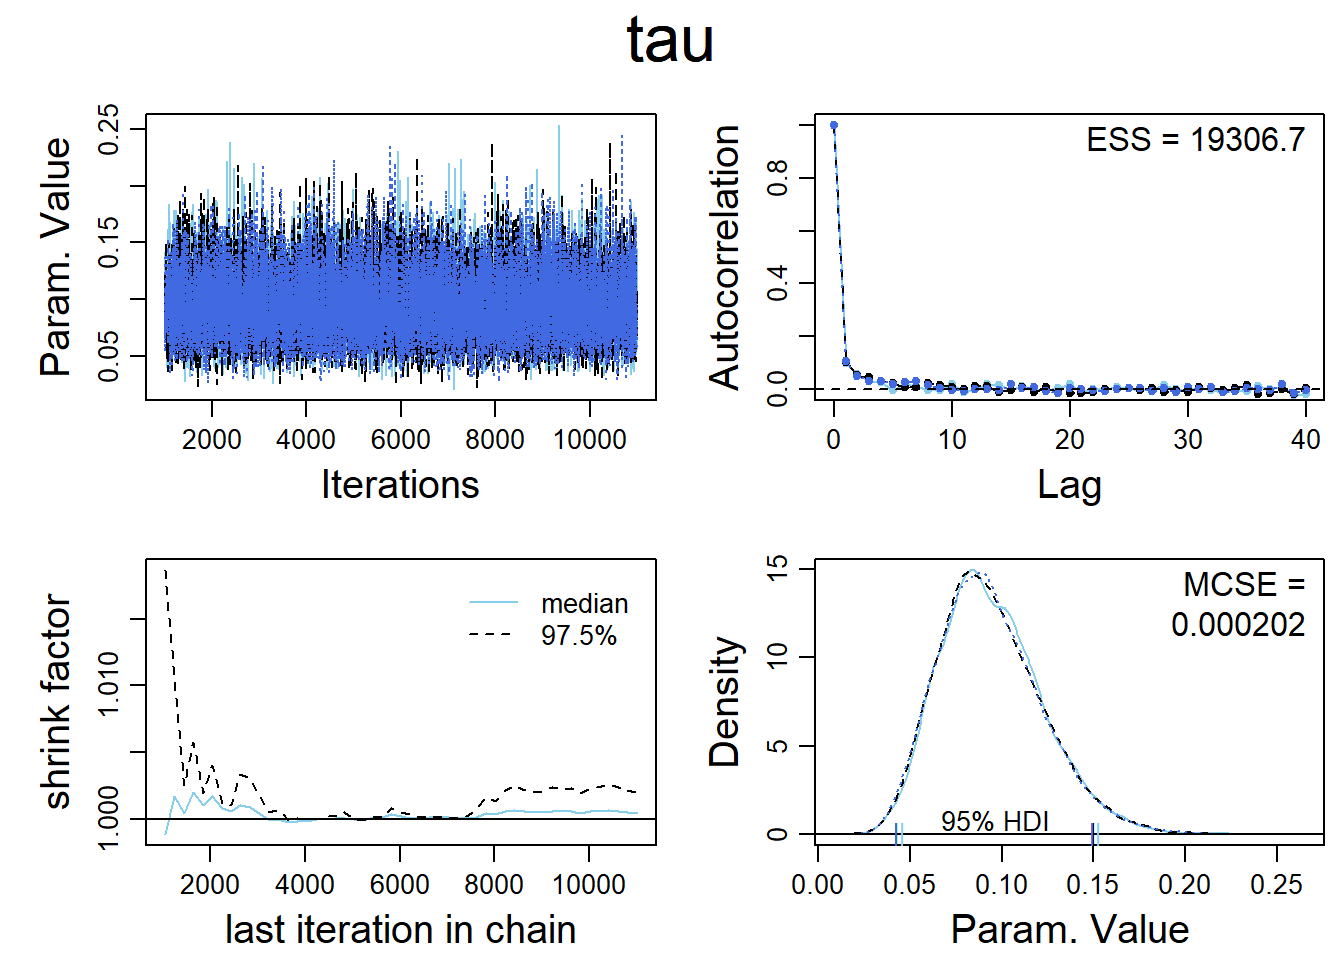 tau
Param. Value
0.05 0.15 0.25
2000 4000 6000 8000 10000
Iterations
Autocorrelation
0.0 0.4 0.8
ESS = 19306.7
0 10 20 30 40
Lag
shrink factor
1.000 1.010
median
97.5%
2000 4000 6000 8000 10000
last iteration in chain
Density
0 5 10 15
MCSE =
0.000202
95% HDI
0.00 0.05 0.10 0.15 0.20 0.25
Param. Value